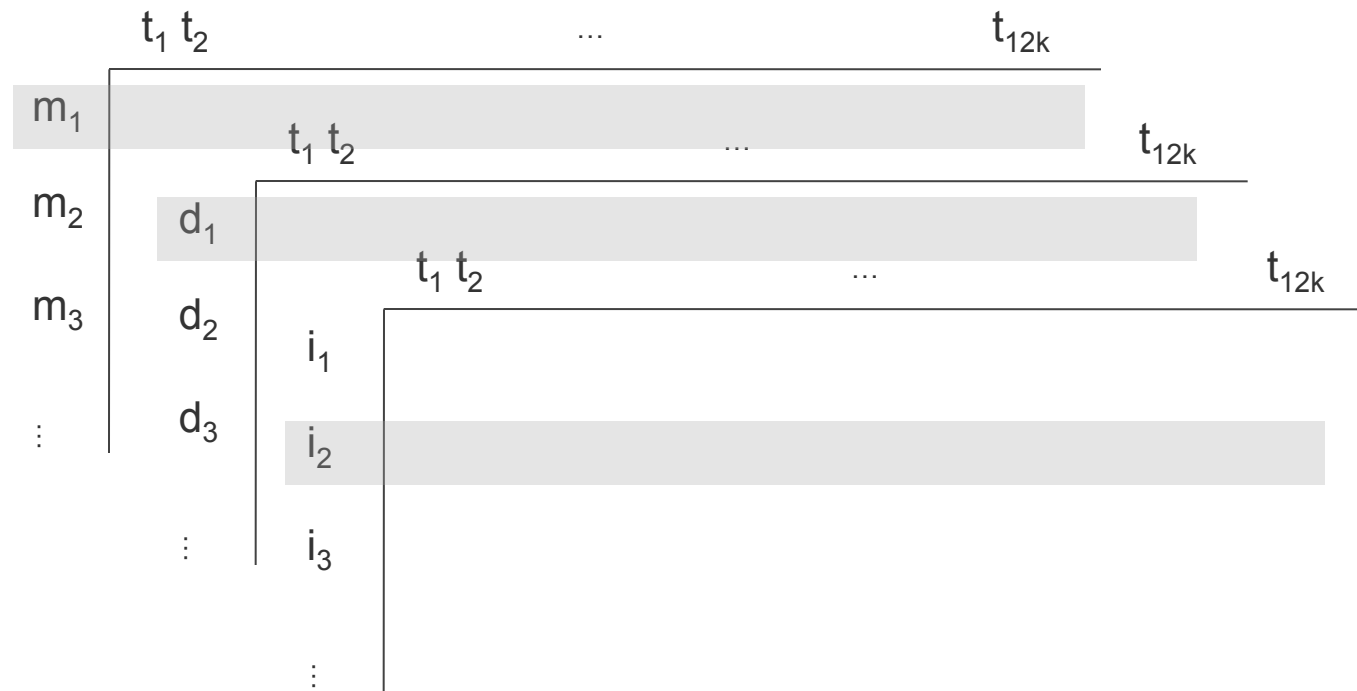 t₁ t₂ ... t₁₂ₖ
m₁
t₁ t₂ ... t₁₂ₖ
m₂ d₁
t₁ t₂ ... t₁₂ₖ
m₃ d₂
i₁
⋮ d₃
i₂
⋮ i₃
⋮